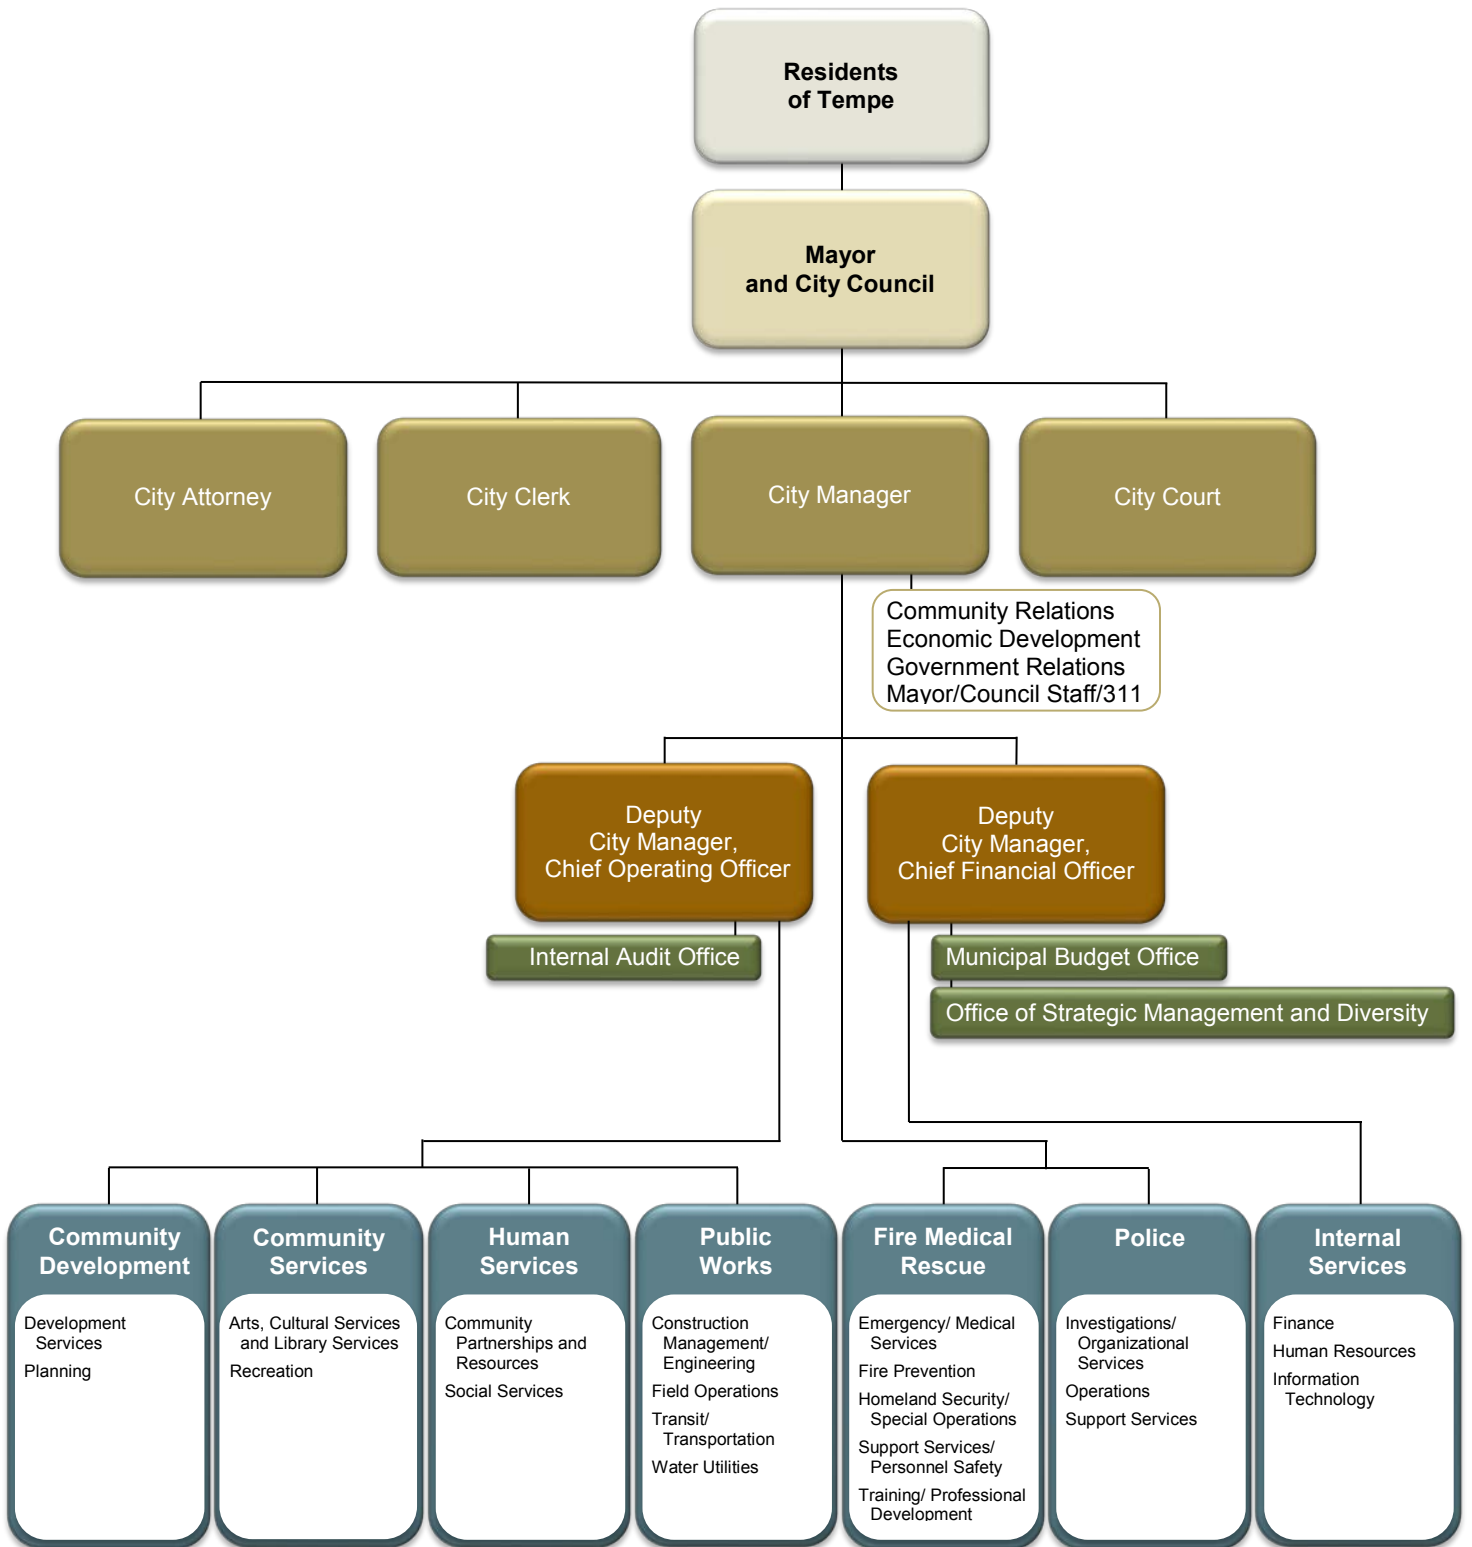 Residents
of Tempe
Mayor
and City Council
City Attorney
City Clerk
City Manager
City Court
Community Relations
Economic Development
Government Relations
Mayor/Council Staff/311
Deputy
City Manager,
Chief Operating Officer
Deputy
City Manager,
Chief Financial Officer
Internal Audit Office
Municipal Budget Office
Office of Strategic Management and Diversity
Community
Development
Development
Services
Planning
Community
Services
Arts, Cultural Services
and Library Services
Recreation
Human
Services
Community
Partnerships and
Resources
Social Services
Public
Works
Construction
Management/
Engineering
Field Operations
Transit/
Transportation
Water Utilities
Fire Medical
Rescue
Emergency/ Medical
Services
Fire Prevention
Homeland Security/
Special Operations
Support Services/
Personnel Safety
Training/ Professional
Development
Police
Investigations/
Organizational
Services
Operations
Support Services
Internal
Services
Finance
Human Resources
Information
Technology